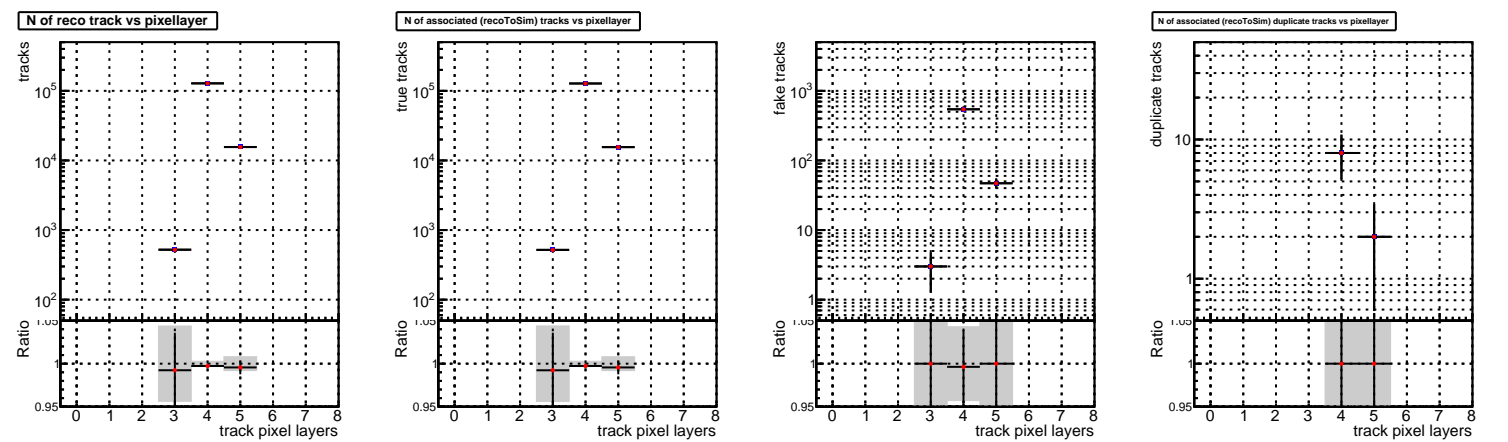 N of reco track vs pixellayer
tracks
10^5
10^4
10^3
10^2
1.05
Ratio
1
0.95
0 1 2 3 4 5 6 7 8
track pixel layers
N of associated (recoToSim) tracks vs pixellayer
true tracks
10^5
10^4
10^3
10^2
1.05
Ratio
1
0.95
0 1 2 3 4 5 6 7 8
track pixel layers
fake tracks
10^3
10^2
10
1
1.05
Ratio
1
0.95
0 1 2 3 4 5 6 7 8
track pixel layers
N of associated (recoToSim) duplicate tracks vs pixellayer
duplicate tracks
10
1
1.05
Ratio
1
0.95
0 1 2 3 4 5 6 7 8
track pixel layers